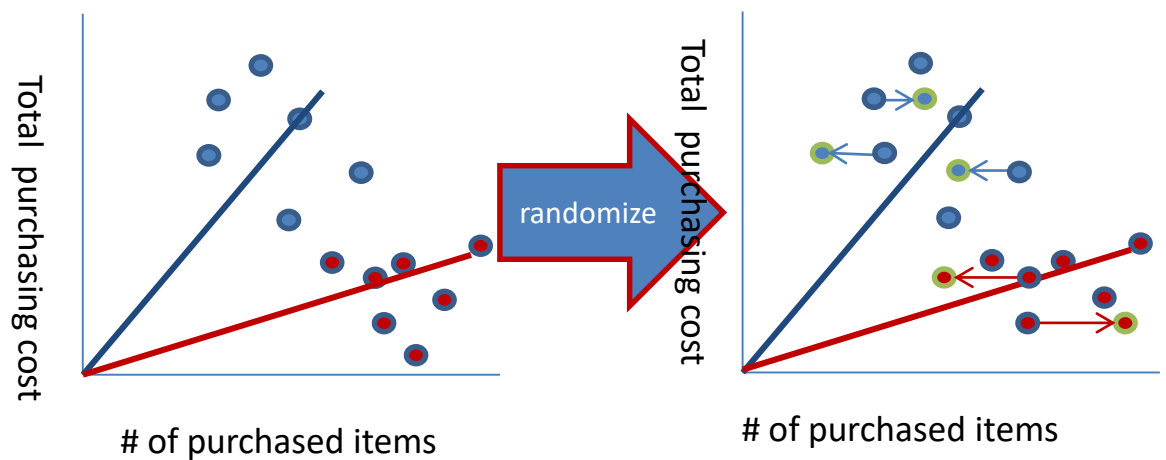 Total purchasing cost
# of purchased items
randomize
Total purchasing cost
# of purchased items